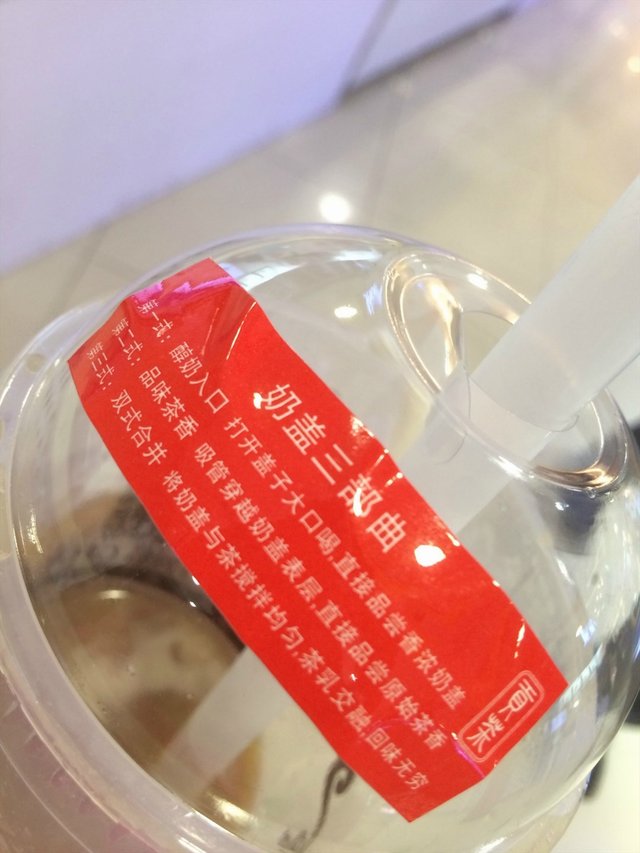 奶盖三部曲
第一式：醇奶入口 打开盖子大口喝，直接品尝香浓奶盖
第二式：品味茶香 吸管穿越奶盖表层，直接品尝原始茶香
第三式：双式合并 将奶盖与茶搅拌均匀，茶乳交融，回味无穷
貢茶